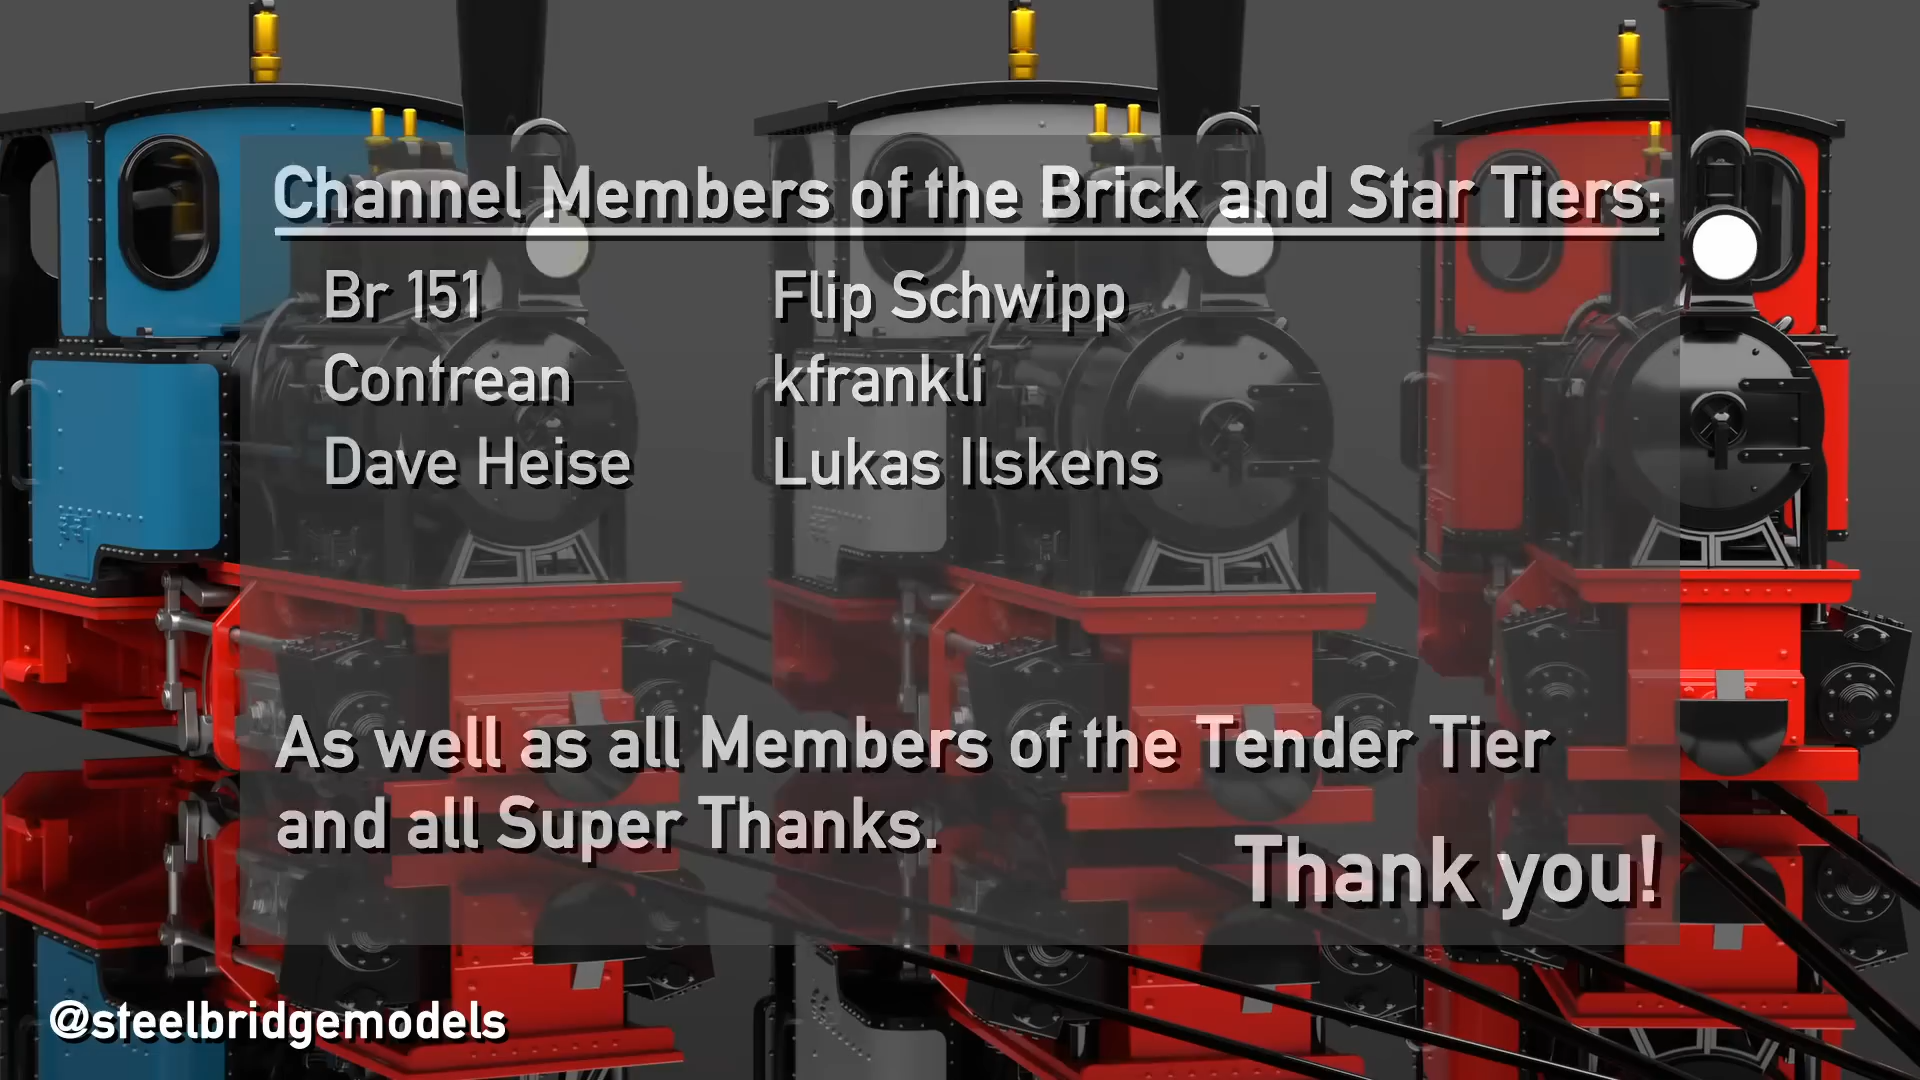 Channel Members of the Brick and Star Tiers:
Br 151
Contrean
Dave Heise
Flip Schwipp
kfrankli
Lukas Ilskens
As well as all Members of the Tender Tier
and all Super Thanks.
Thank you!
@steelbridgemodels